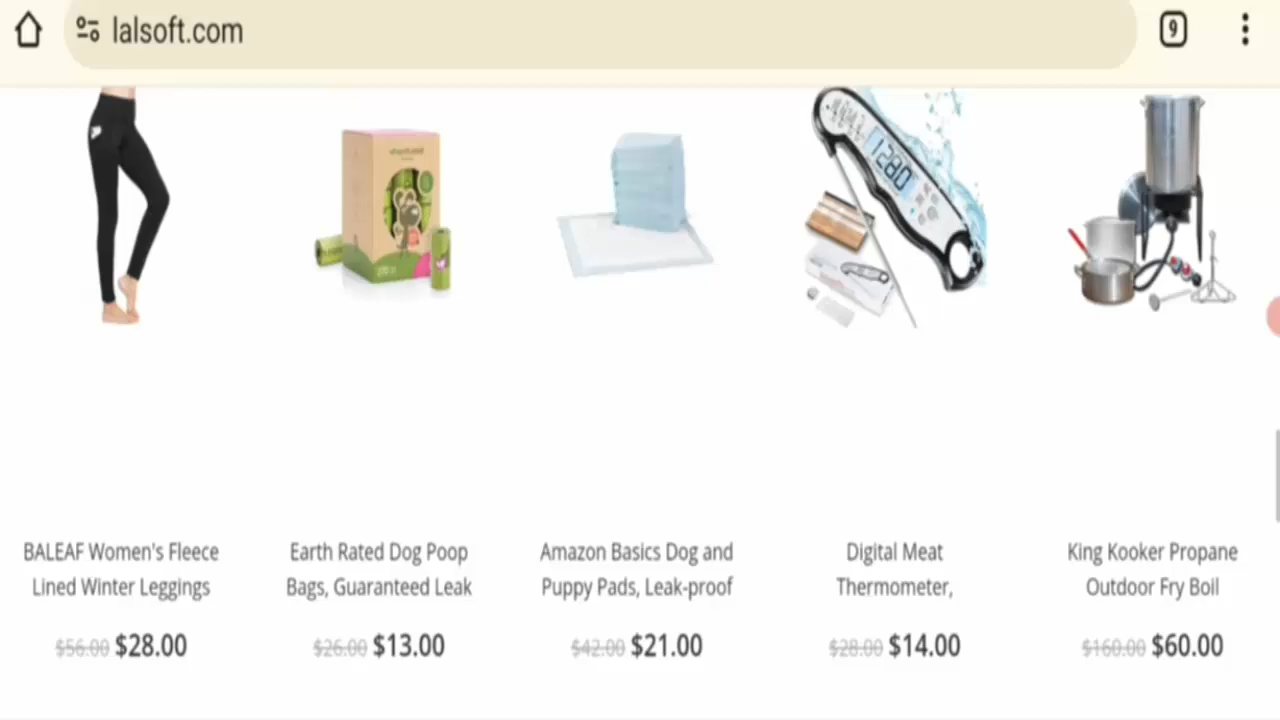 lalsoft.com
9
128.0
BALEAF Women's Fleece
Lined Winter Leggings
$56.00 $28.00
Earth Rated Dog Poop
Bags, Guaranteed Leak
$26.00 $13.00
Amazon Basics Dog and
Puppy Pads, Leak-proof
$42.00 $21.00
Digital Meat
Thermometer,
$28.00 $14.00
King Kooker Propane
Outdoor Fry Boil
$160.00 $60.00